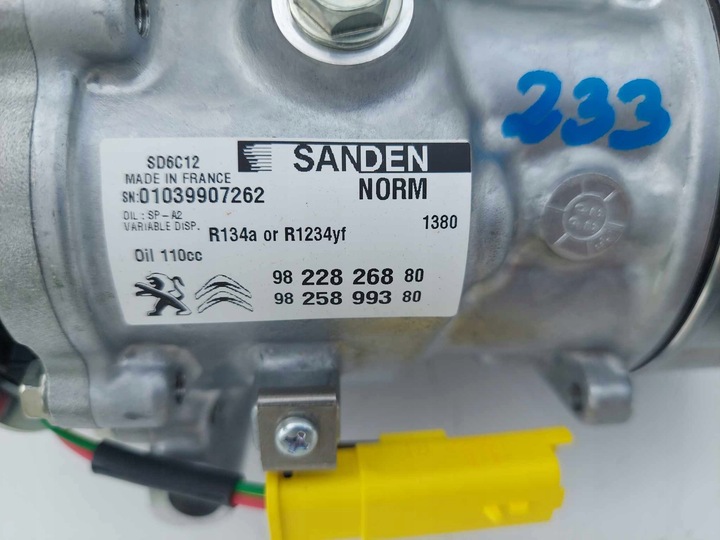 233
SANDEN
SD6C12
MADE IN FRANCE
NORM
SN:01039907262
OIL : SP-A2
VARIABLE DISP.
R134a or R1234yf
1380
Oil 110cc
98 228 268 80
98 258 993 80